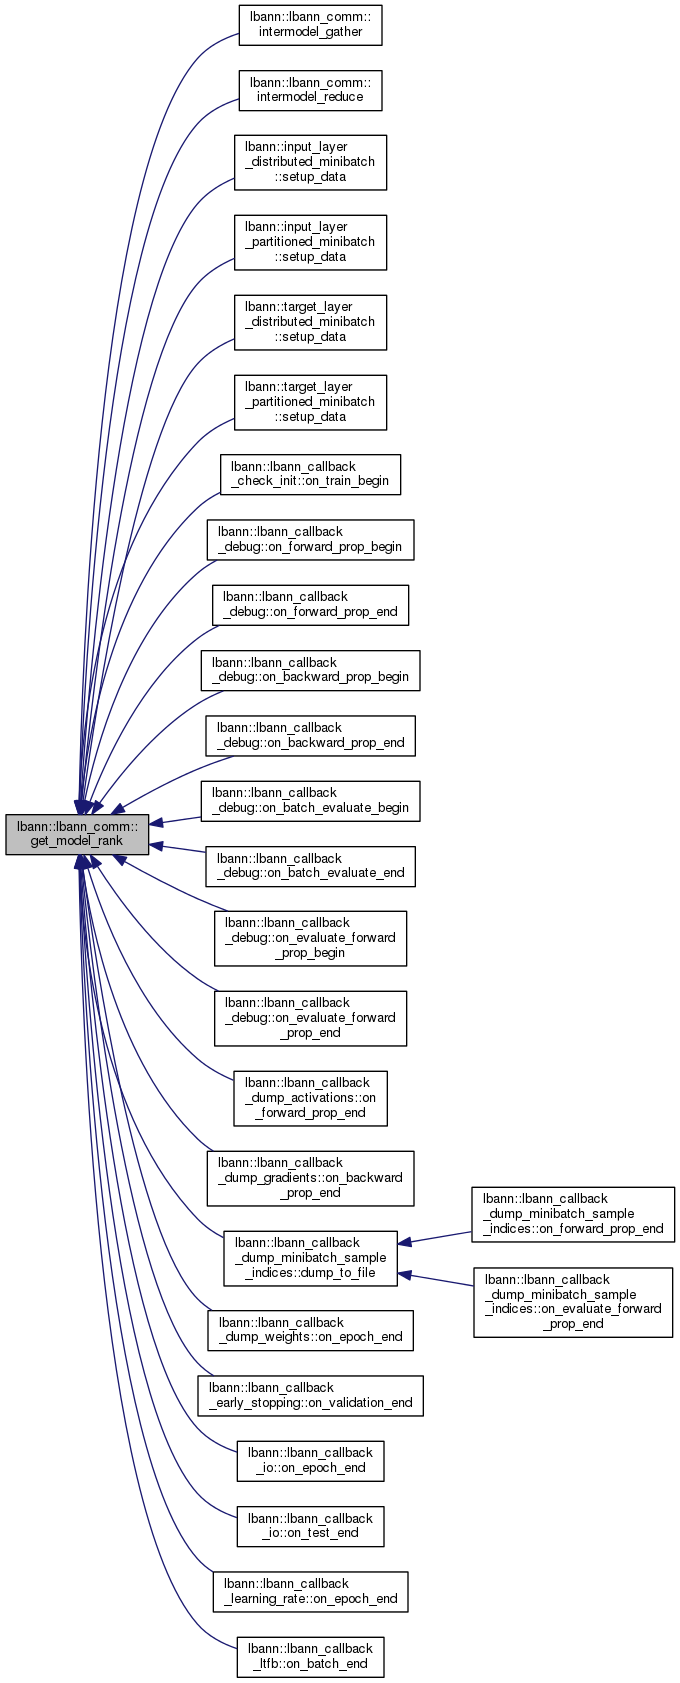 lbann::lbann_comm::
intermodel_gather
lbann::lbann_comm::
intermodel_reduce
lbann::input_layer
_distributed_minibatch
::setup_data
lbann::input_layer
_partitioned_minibatch
::setup_data
lbann::target_layer
_distributed_minibatch
::setup_data
lbann::target_layer
_partitioned_minibatch
::setup_data
lbann::lbann_callback
_check_init::on_train_begin
lbann::lbann_callback
_debug::on_forward_prop_begin
lbann::lbann_callback
_debug::on_forward_prop_end
lbann::lbann_callback
_debug::on_backward_prop_begin
lbann::lbann_callback
_debug::on_backward_prop_end
lbann::lbann_callback
_debug::on_batch_evaluate_begin
lbann::lbann_comm::
get_model_rank
lbann::lbann_callback
_debug::on_batch_evaluate_end
lbann::lbann_callback
_debug::on_evaluate_forward
_prop_begin
lbann::lbann_callback
_debug::on_evaluate_forward
_prop_end
lbann::lbann_callback
_dump_activations::on
_forward_prop_end
lbann::lbann_callback
_dump_gradients::on_backward
_prop_end
lbann::lbann_callback
_dump_minibatch_sample
_indices::dump_to_file
lbann::lbann_callback
_dump_minibatch_sample
_indices::on_forward_prop_end
lbann::lbann_callback
_dump_minibatch_sample
_indices::on_evaluate_forward
_prop_end
lbann::lbann_callback
_dump_weights::on_epoch_end
lbann::lbann_callback
_early_stopping::on_validation_end
lbann::lbann_callback
_io::on_epoch_end
lbann::lbann_callback
_io::on_test_end
lbann::lbann_callback
_learning_rate::on_epoch_end
lbann::lbann_callback
_ltfb::on_batch_end